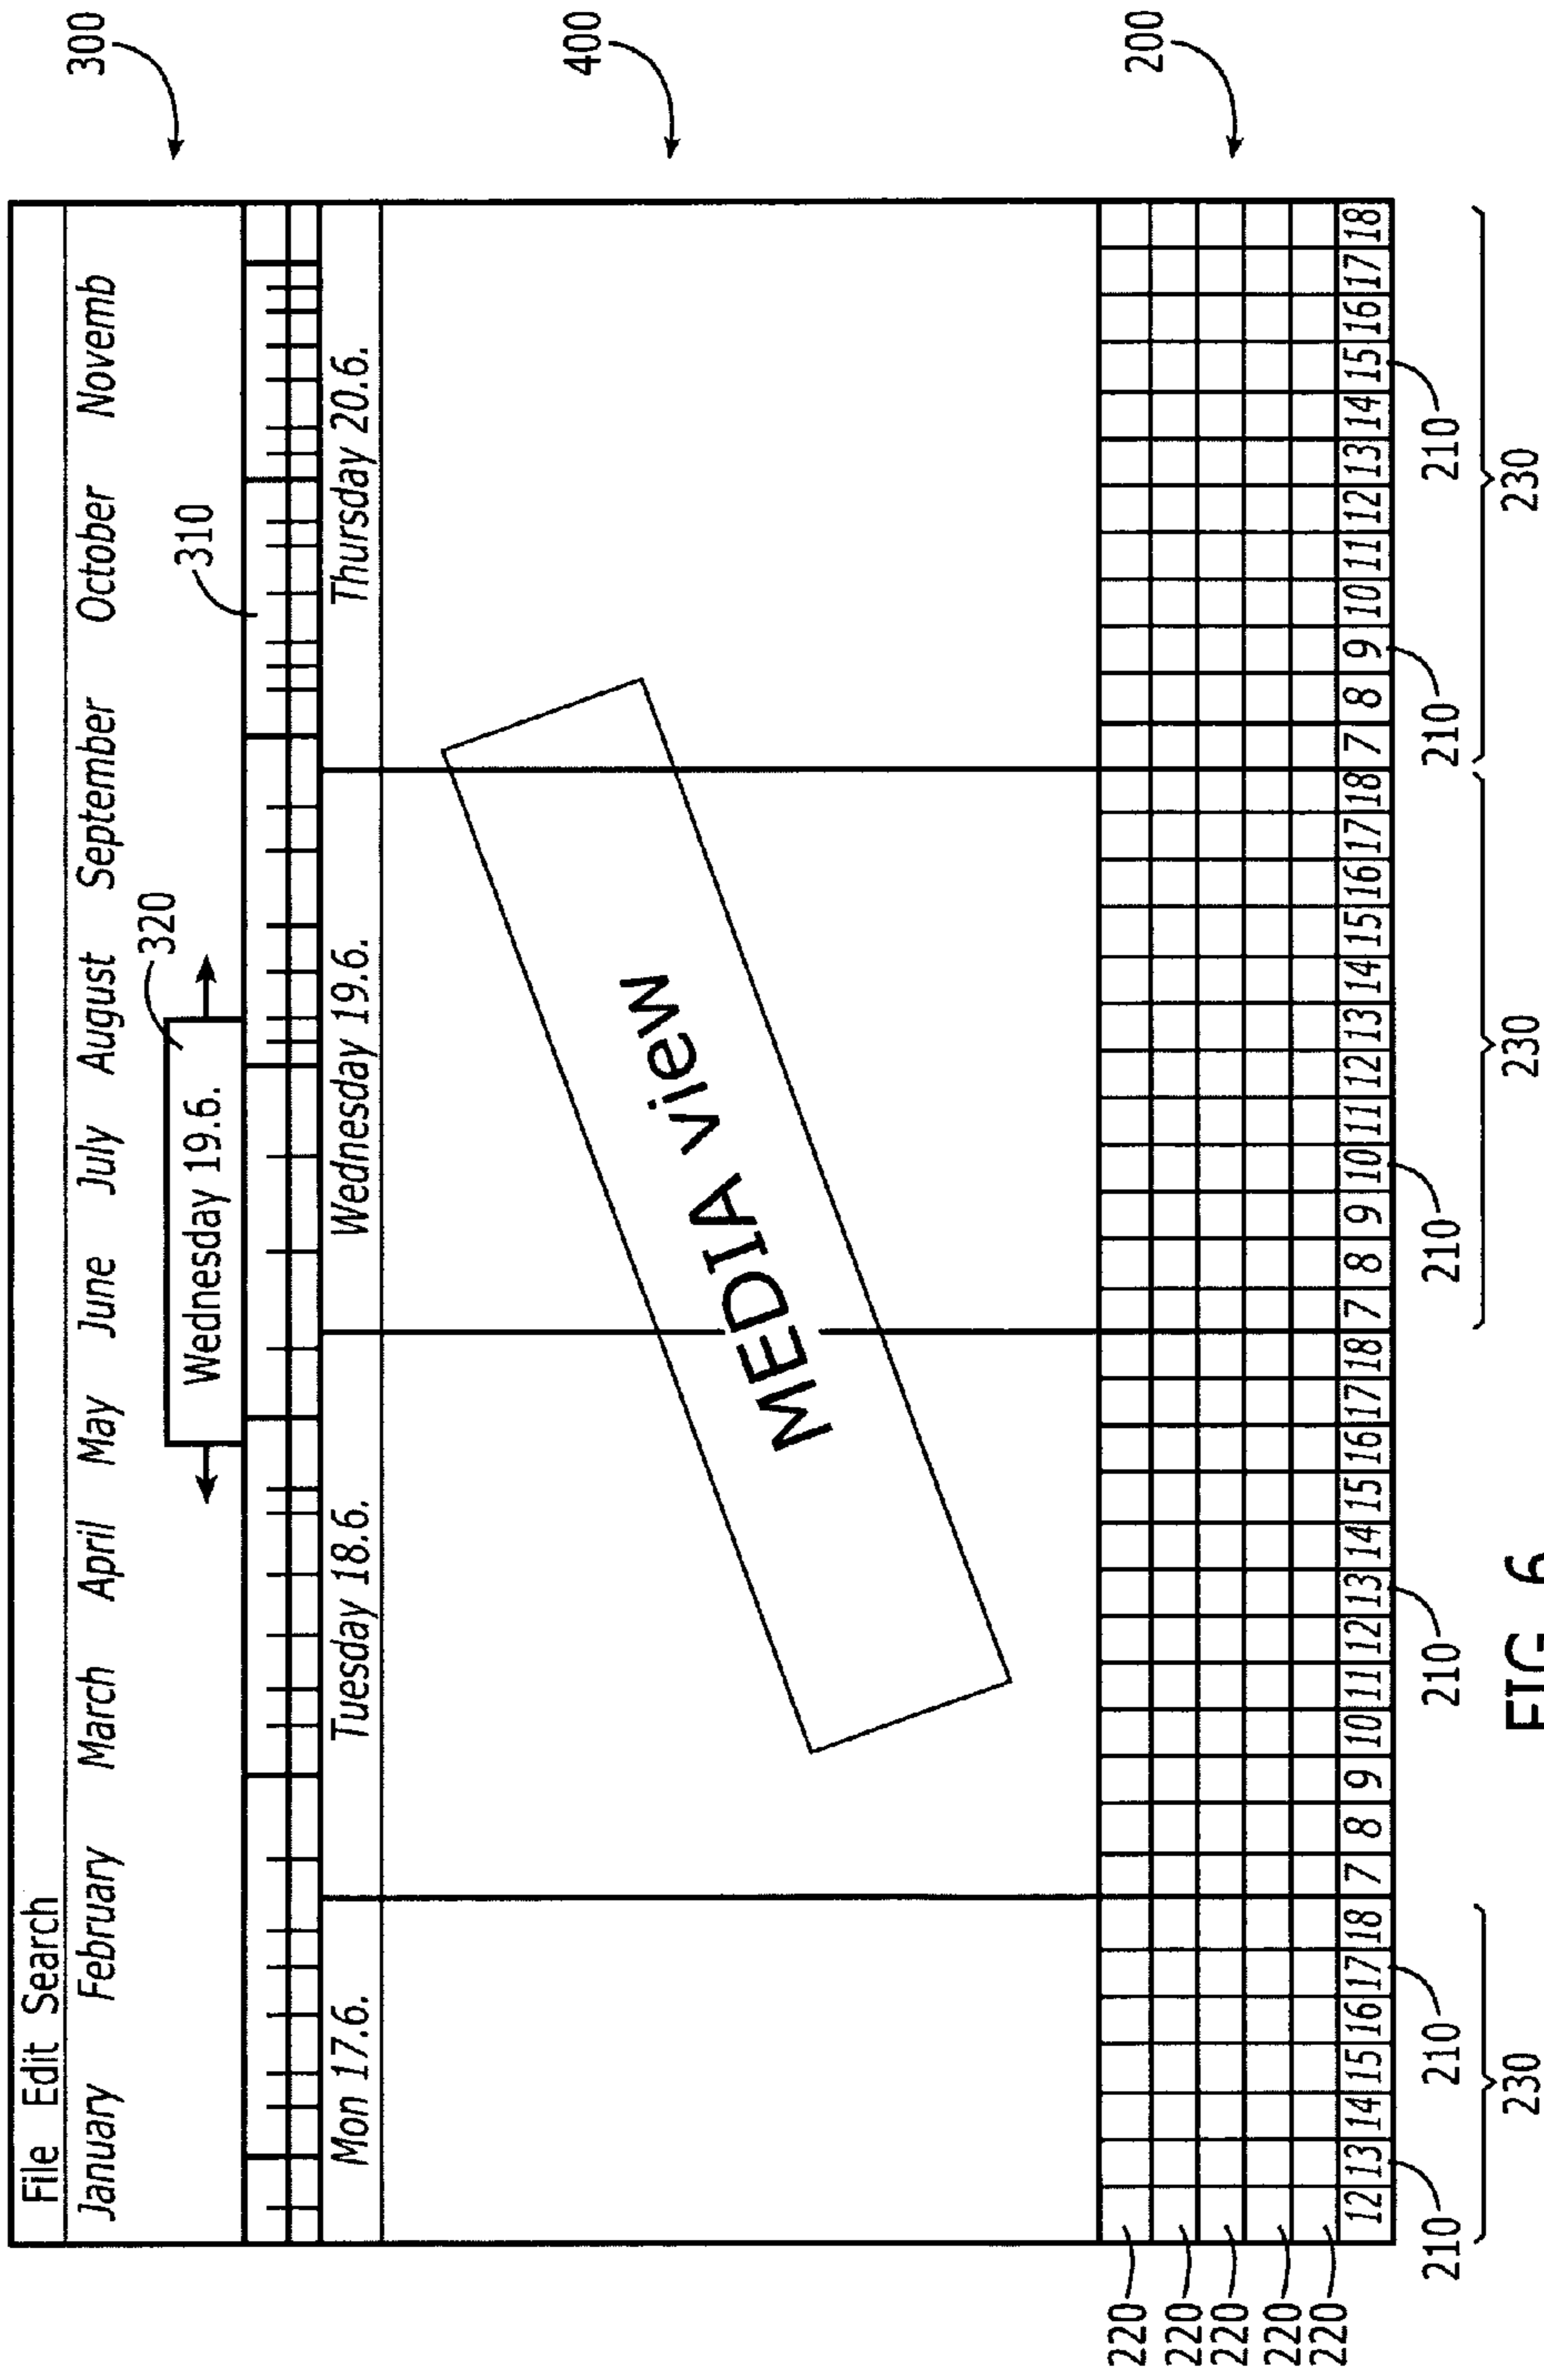 File Edit Search
January February March April May June July August September October Novemb
300
Wednesday 19.6.
320
310
Mon 17.6. Tuesday 18.6. Wednesday 19.6. Thursday 20.6.
400
MEDIA view
200
220
220
220
220
220
12 13 14 15 16 17 18 7 8 9 10 11 12 13 14 15 16 17 18 7 8 9 10 11 12 13 14 15 16 17 18 7 8 9 10 11 12 13 14 15 16 17 18
210 210 210 210 210 210
230 230 230
FIG. 6